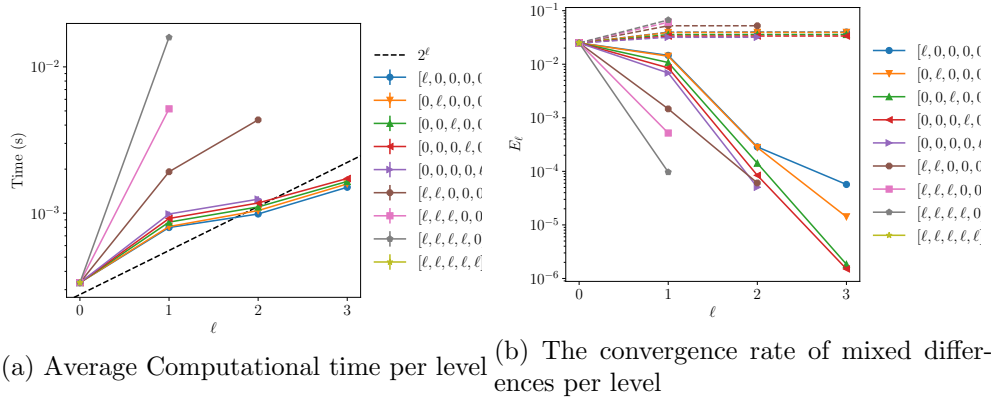 10⁻²
10⁻³
Time (s)
0
1
2
3
ℓ
2^ℓ
[ℓ, 0, 0, 0, 0
[0, ℓ, 0, 0, 0
[0, 0, ℓ, 0, 0
[0, 0, 0, ℓ, 0
[0, 0, 0, 0, ℓ
[ℓ, ℓ, 0, 0, 0
[ℓ, ℓ, ℓ, 0, 0
[ℓ, ℓ, ℓ, ℓ, 0
[ℓ, ℓ, ℓ, ℓ, ℓ]
(a) Average Computational time per level
10⁻¹
10⁻²
10⁻³
10⁻⁴
10⁻⁵
10⁻⁶
E_ℓ
0
1
2
3
ℓ
[ℓ, 0, 0, 0, 0
[0, ℓ, 0, 0, 0
[0, 0, ℓ, 0, 0
[0, 0, 0, ℓ, 0
[0, 0, 0, 0, ℓ
[ℓ, ℓ, 0, 0, 0
[ℓ, ℓ, ℓ, 0, 0
[ℓ, ℓ, ℓ, ℓ, 0
[ℓ, ℓ, ℓ, ℓ, ℓ]
(b) The convergence rate of mixed differ-
ences per level